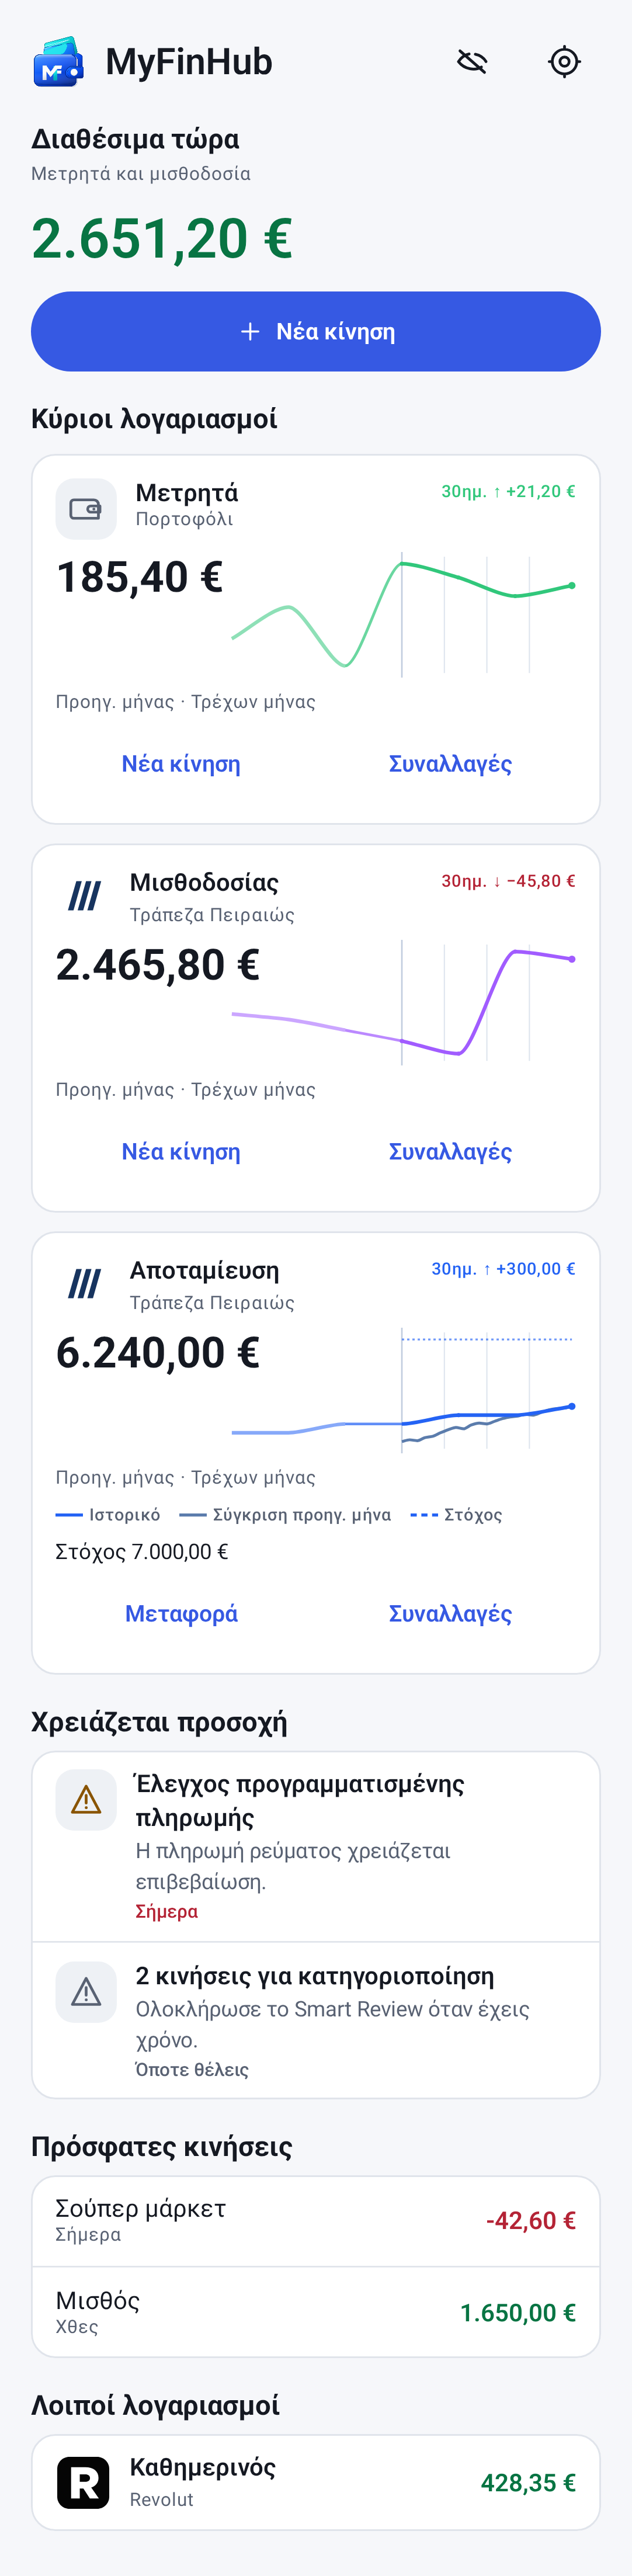 MyFinHub
Διαθέσιμα τώρα
Μετρητά και μισθοδοσία
2.651,20 €
+ Νέα κίνηση
Κύριοι λογαριασμοί
Μετρητά
30ημ. ↑ +21,20 €
Πορτοφόλι
185,40 €
Προηγ. μήνας · Τρέχων μήνας
Νέα κίνηση Συναλλαγές
Μισθοδοσίας
30ημ. ↓ −45,80 €
Τράπεζα Πειραιώς
2.465,80 €
Προηγ. μήνας · Τρέχων μήνας
Νέα κίνηση Συναλλαγές
Αποταμίευση
30ημ. ↑ +300,00 €
Τράπεζα Πειραιώς
6.240,00 €
Προηγ. μήνας · Τρέχων μήνας
Ιστορικό Σύγκριση προηγ. μήνα Στόχος
Στόχος 7.000,00 €
Μεταφορά Συναλλαγές
Χρειάζεται προσοχή
Έλεγχος προγραμματισμένης
πληρωμής
Η πληρωμή ρεύματος χρειάζεται
επιβεβαίωση.
Σήμερα
2 κινήσεις για κατηγοριοποίηση
Ολοκλήρωσε το Smart Review όταν έχεις
χρόνο.
Όποτε θέλεις
Πρόσφατες κινήσεις
Σούπερ μάρκετ
Σήμερα
-42,60 €
Μισθός
Χθες
1.650,00 €
Λοιποί λογαριασμοί
R
Καθημερινός
Revolut
428,35 €